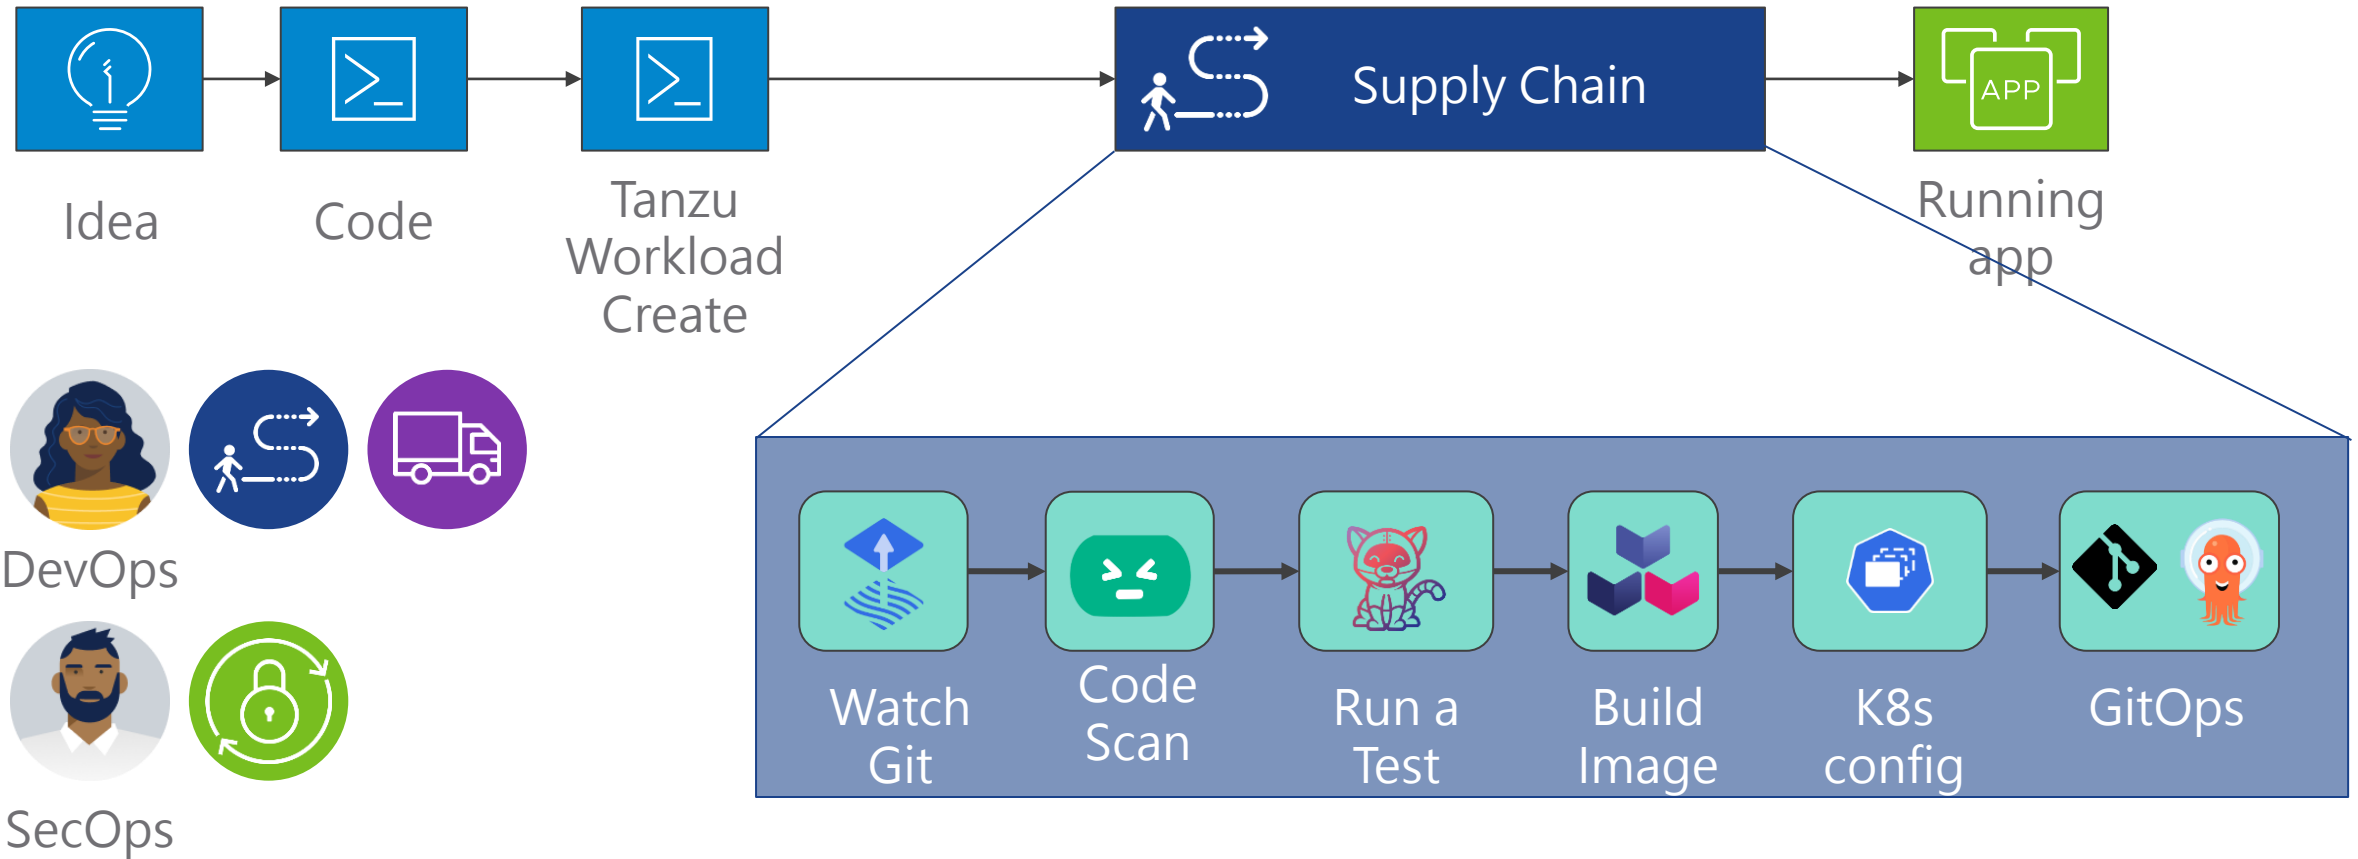 Supply Chain
APP
Idea
Code
Tanzu
Workload
Create
Running
app
DevOps
SecOps
Watch
Git
Code
Scan
Run a
Test
Build
Image
K8s
config
GitOps